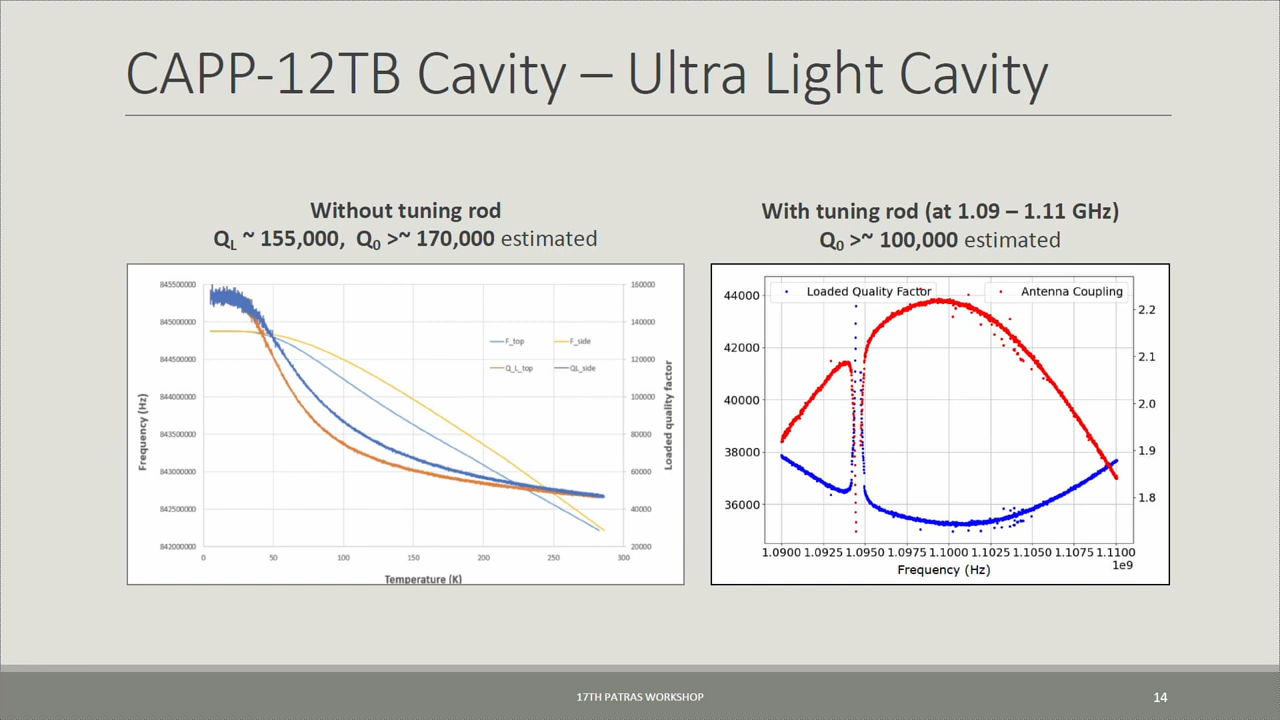 CAPP-12TB Cavity – Ultra Light Cavity
Without tuning rod
QL ~ 155,000, Q0 >~ 170,000 estimated
With tuning rod (at 1.09 – 1.11 GHz)
Q0 >~ 100,000 estimated
845500000
845000000
844500000
844000000
843500000
843000000
842500000
842000000
Frequency (Hz)
F_top
F_side
Q_L_top
QL_side
160000
140000
120000
100000
80000
60000
40000
20000
Loaded quality factor
0 50 100 150 200 250 300
Temperature (K)
Loaded Quality Factor
Antenna Coupling
44000
42000
40000
38000
36000
2.2
2.1
2.0
1.9
1.8
1.0900 1.0925 1.0950 1.0975 1.1000 1.1025 1.1050 1.1075 1.1100
1e9
Frequency (Hz)
17TH PATRAS WORKSHOP
14